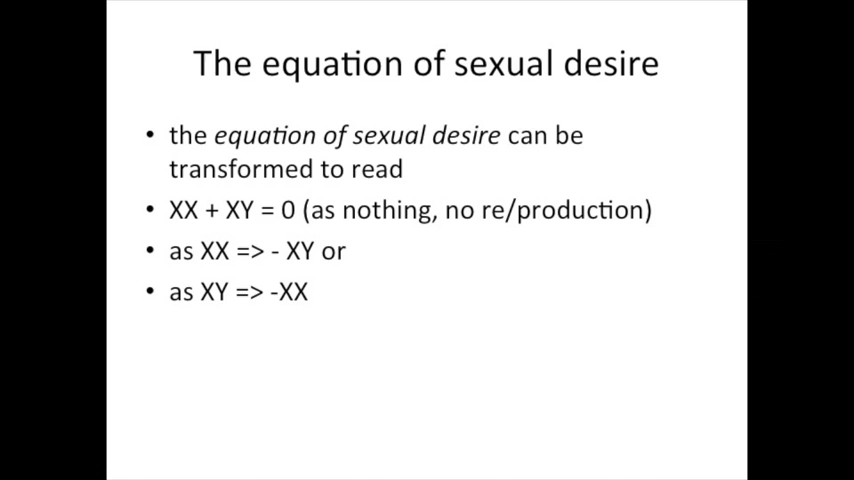 The equation of sexual desire
• the equation of sexual desire can be
transformed to read
• XX + XY = 0 (as nothing, no re/production)
• as XX => - XY or
• as XY => -XX